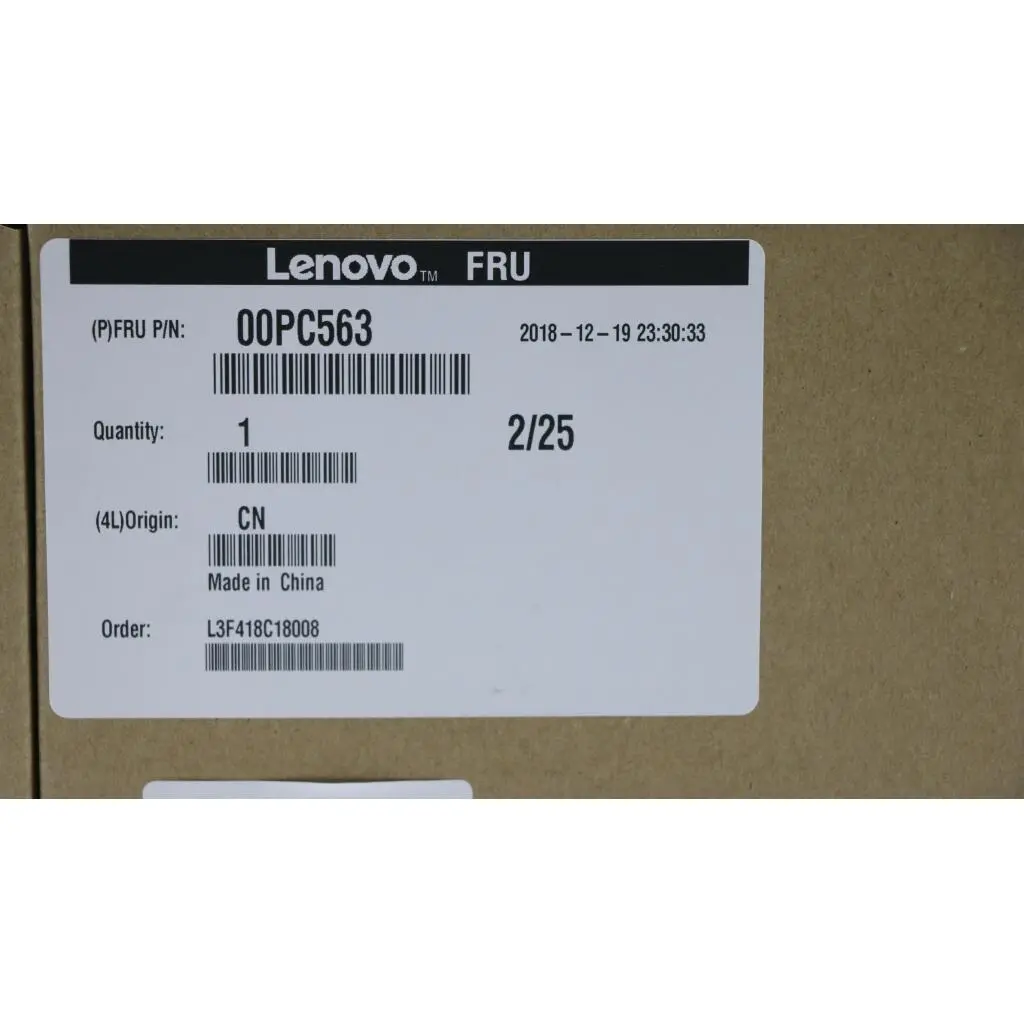 Lenovo™ FRU
(P)FRU P/N: 00PC563 2018-12-19 23:30:33
Quantity: 1 2/25
(4L)Origin: CN
Made in China
Order: L3F418C18008